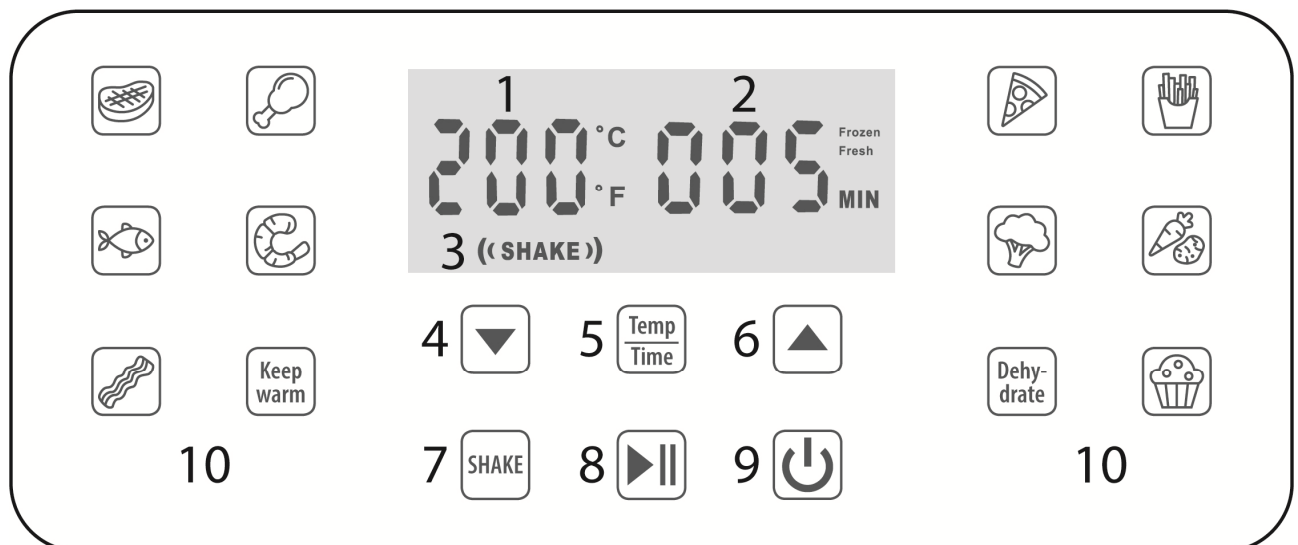 1 2
200 °C °F 005 Frozen Fresh MIN
3 ((SHAKE))
4 5 Temp Time 6
Keep warm
Dehy-
drate
10 7 SHAKE 8 9 10